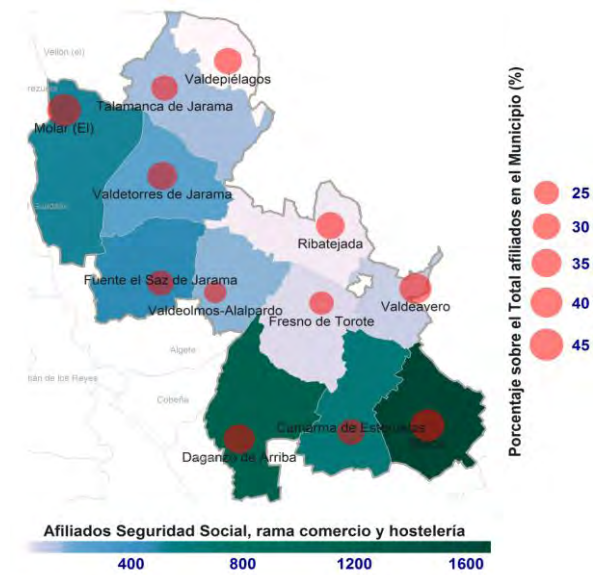 Vellón (el)
Valdepiélagos
Talamanca de Jarama
Molar (El)
Valdetorres de Jarama
Ribatejada
Fuente el Saz de Jarama
Valdeolmos-Alalpardo
Valdeavero
Fresno de Torote
Algete
Cobeña
Camarma de Esteruelas
Daganzo de Arriba
Porcentaje sobre el Total afiliados en el Municipio (%)
25
30
35
40
45
Afiliados Seguridad Social, rama comercio y hostelería
400
800
1200
1600